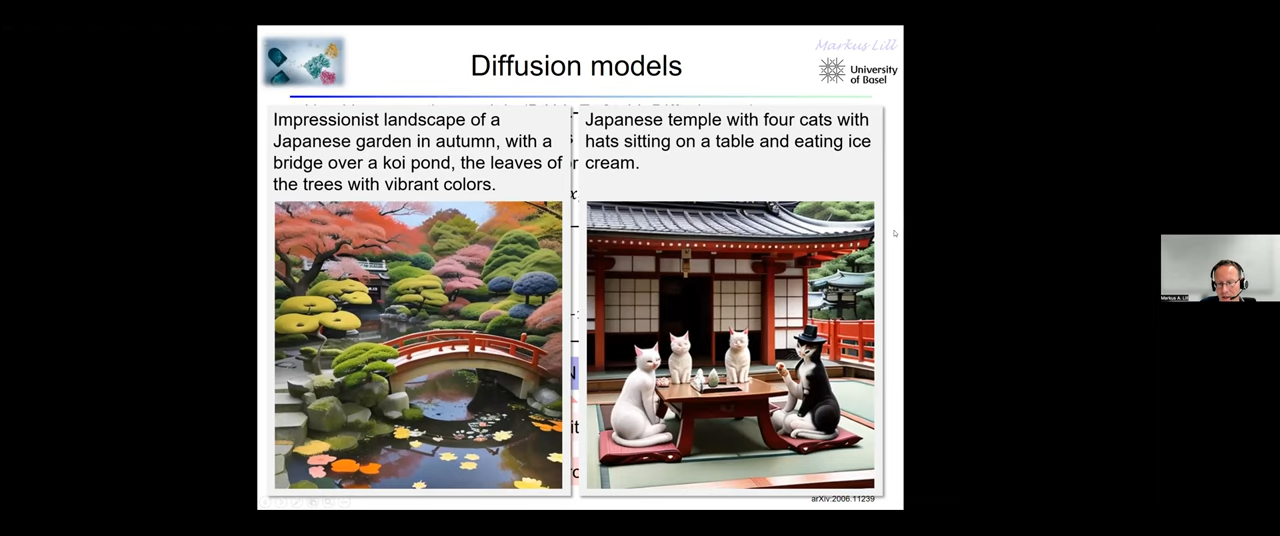 Markus Lill
Diffusion models
University
of Basel
Impressionist landscape of a
Japanese garden in autumn, with a
bridge over a koi pond, the leaves of
the trees with vibrant colors.
Japanese temple with four cats with
hats sitting on a table and eating ice
cream.
arXiv:2006.11239
Markus A. Lill